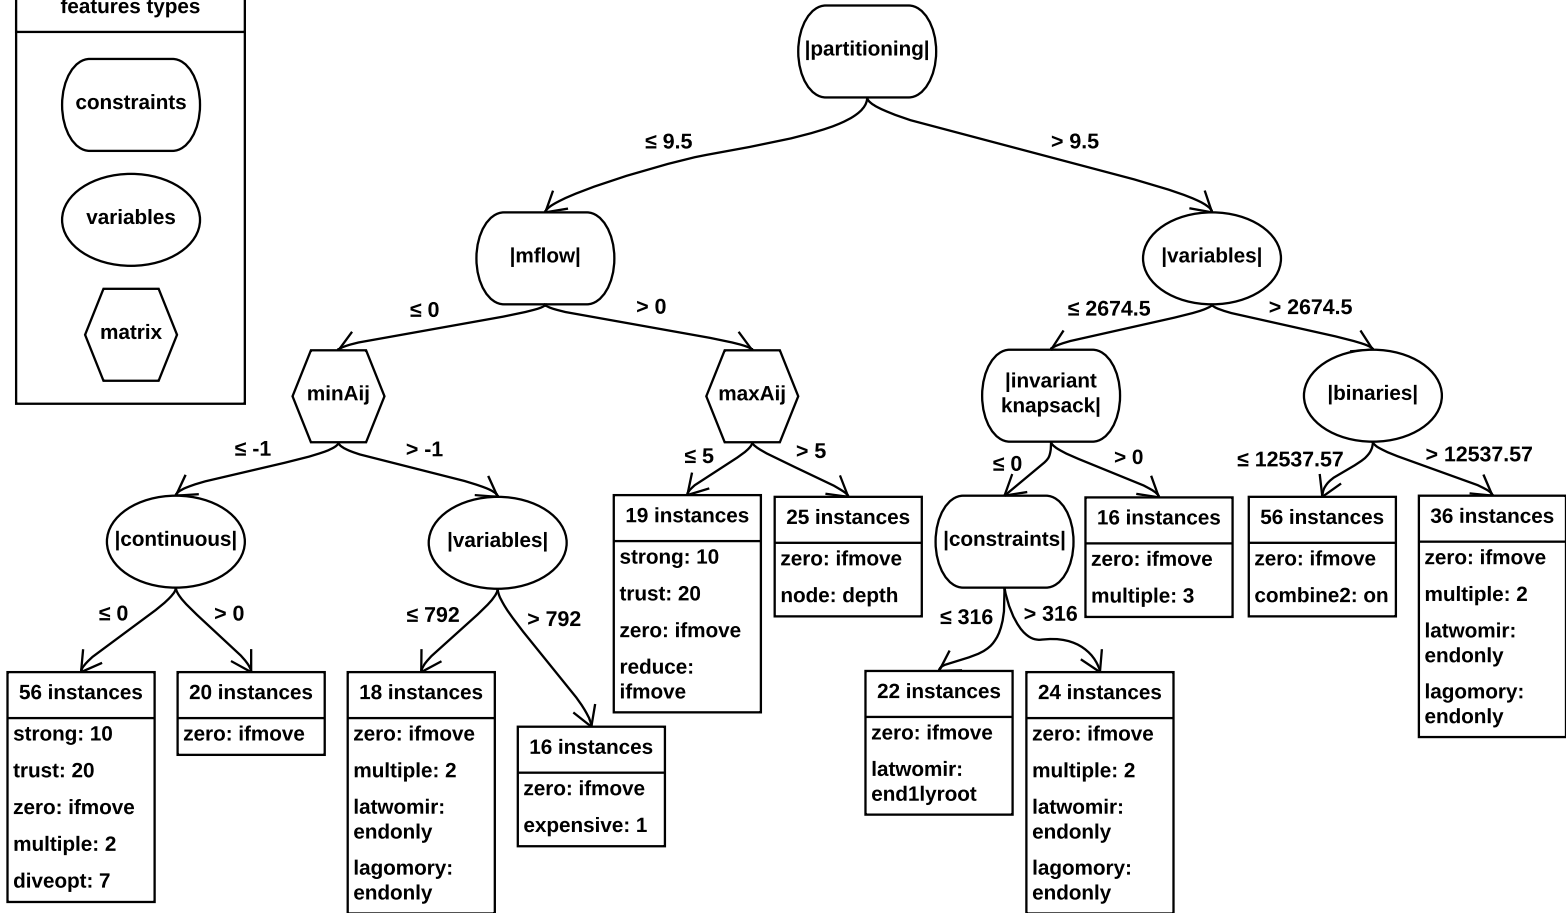 features types
constraints
variables
matrix
|partitioning|
≤ 9.5
> 9.5
|mflow|
|variables|
≤ 0
> 0
≤ 2674.5
> 2674.5
minAij
maxAij
|invariant
knapsack|
|binaries|
≤ -1
> -1
≤ 5
> 5
≤ 0
> 0
≤ 12537.57
> 12537.57
|continuous|
|variables|
19 instances
strong: 10
trust: 20
zero: ifmove
reduce:
ifmove
25 instances
zero: ifmove
node: depth
|constraints|
16 instances
zero: ifmove
multiple: 3
56 instances
zero: ifmove
combine2: on
36 instances
zero: ifmove
multiple: 2
latwomir:
endonly
lagomory:
endonly
≤ 0
> 0
≤ 792
> 792
≤ 316
> 316
56 instances
strong: 10
trust: 20
zero: ifmove
multiple: 2
diveopt: 7
20 instances
zero: ifmove
18 instances
zero: ifmove
multiple: 2
latwomir:
endonly
lagomory:
endonly
16 instances
zero: ifmove
expensive: 1
22 instances
zero: ifmove
latwomir:
end1lyroot
24 instances
zero: ifmove
multiple: 2
latwomir:
endonly
lagomory:
endonly